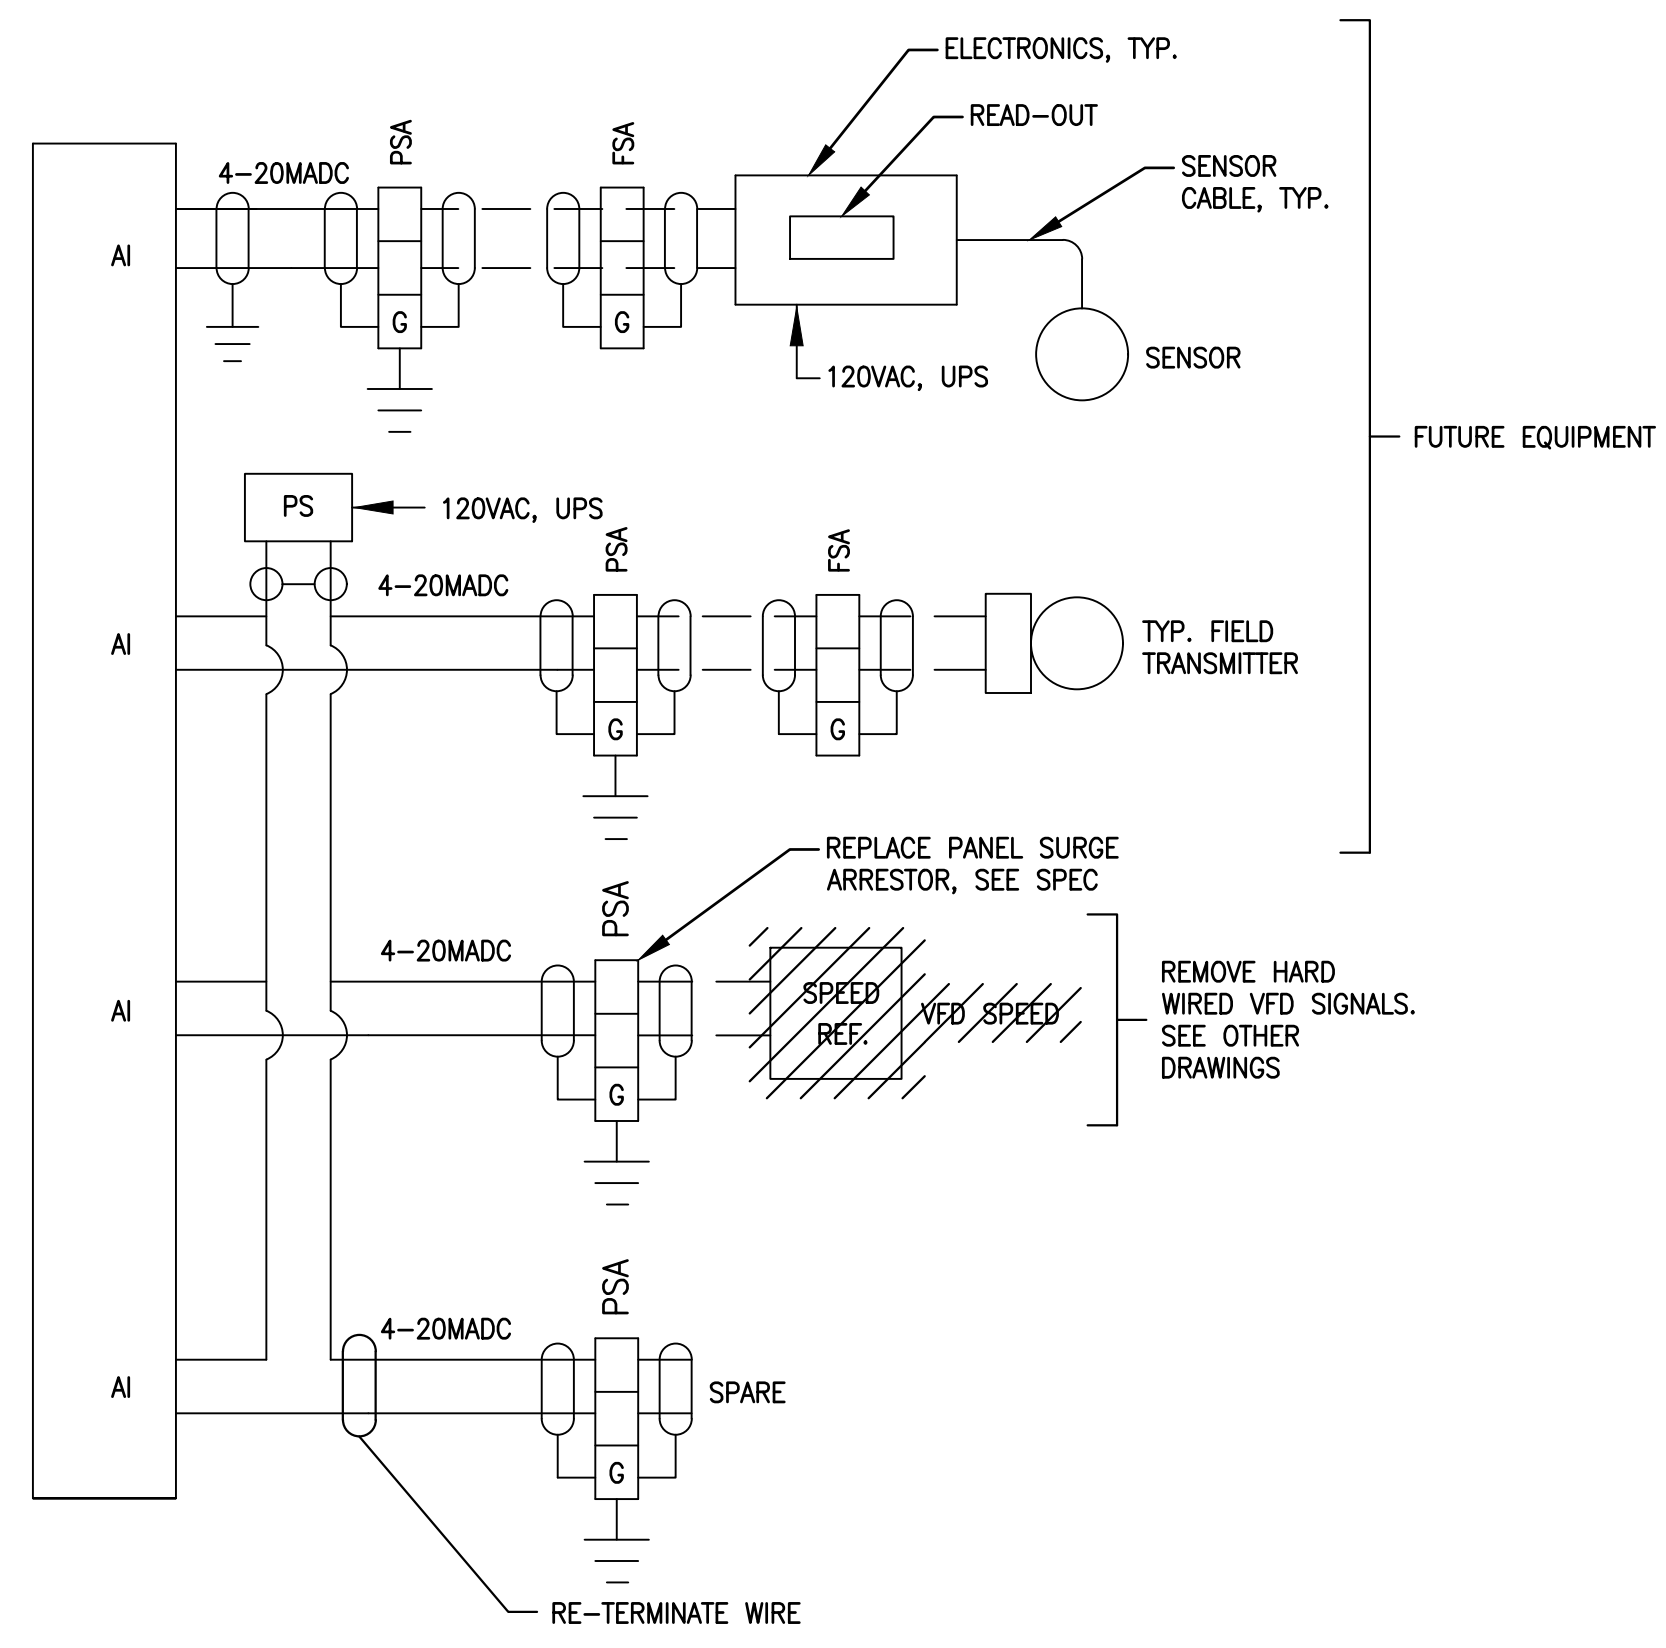 ELECTRONICS, TYP.
READ-OUT
SENSOR
CABLE, TYP.
PSA
FSA
4-20MADC
AI
G
G
120VAC, UPS
SENSOR
FUTURE EQUIPMENT
PS
120VAC, UPS
PSA
FSA
4-20MADC
AI
TYP. FIELD
TRANSMITTER
G
G
REPLACE PANEL SURGE
ARRESTOR, SEE SPEC
PSA
4-20MADC
AI
SPEED
REF.
VFD SPEED
REMOVE HARD
WIRED VFD SIGNALS.
SEE OTHER
DRAWINGS
G
PSA
4-20MADC
AI
SPARE
G
RE-TERMINATE WIRE